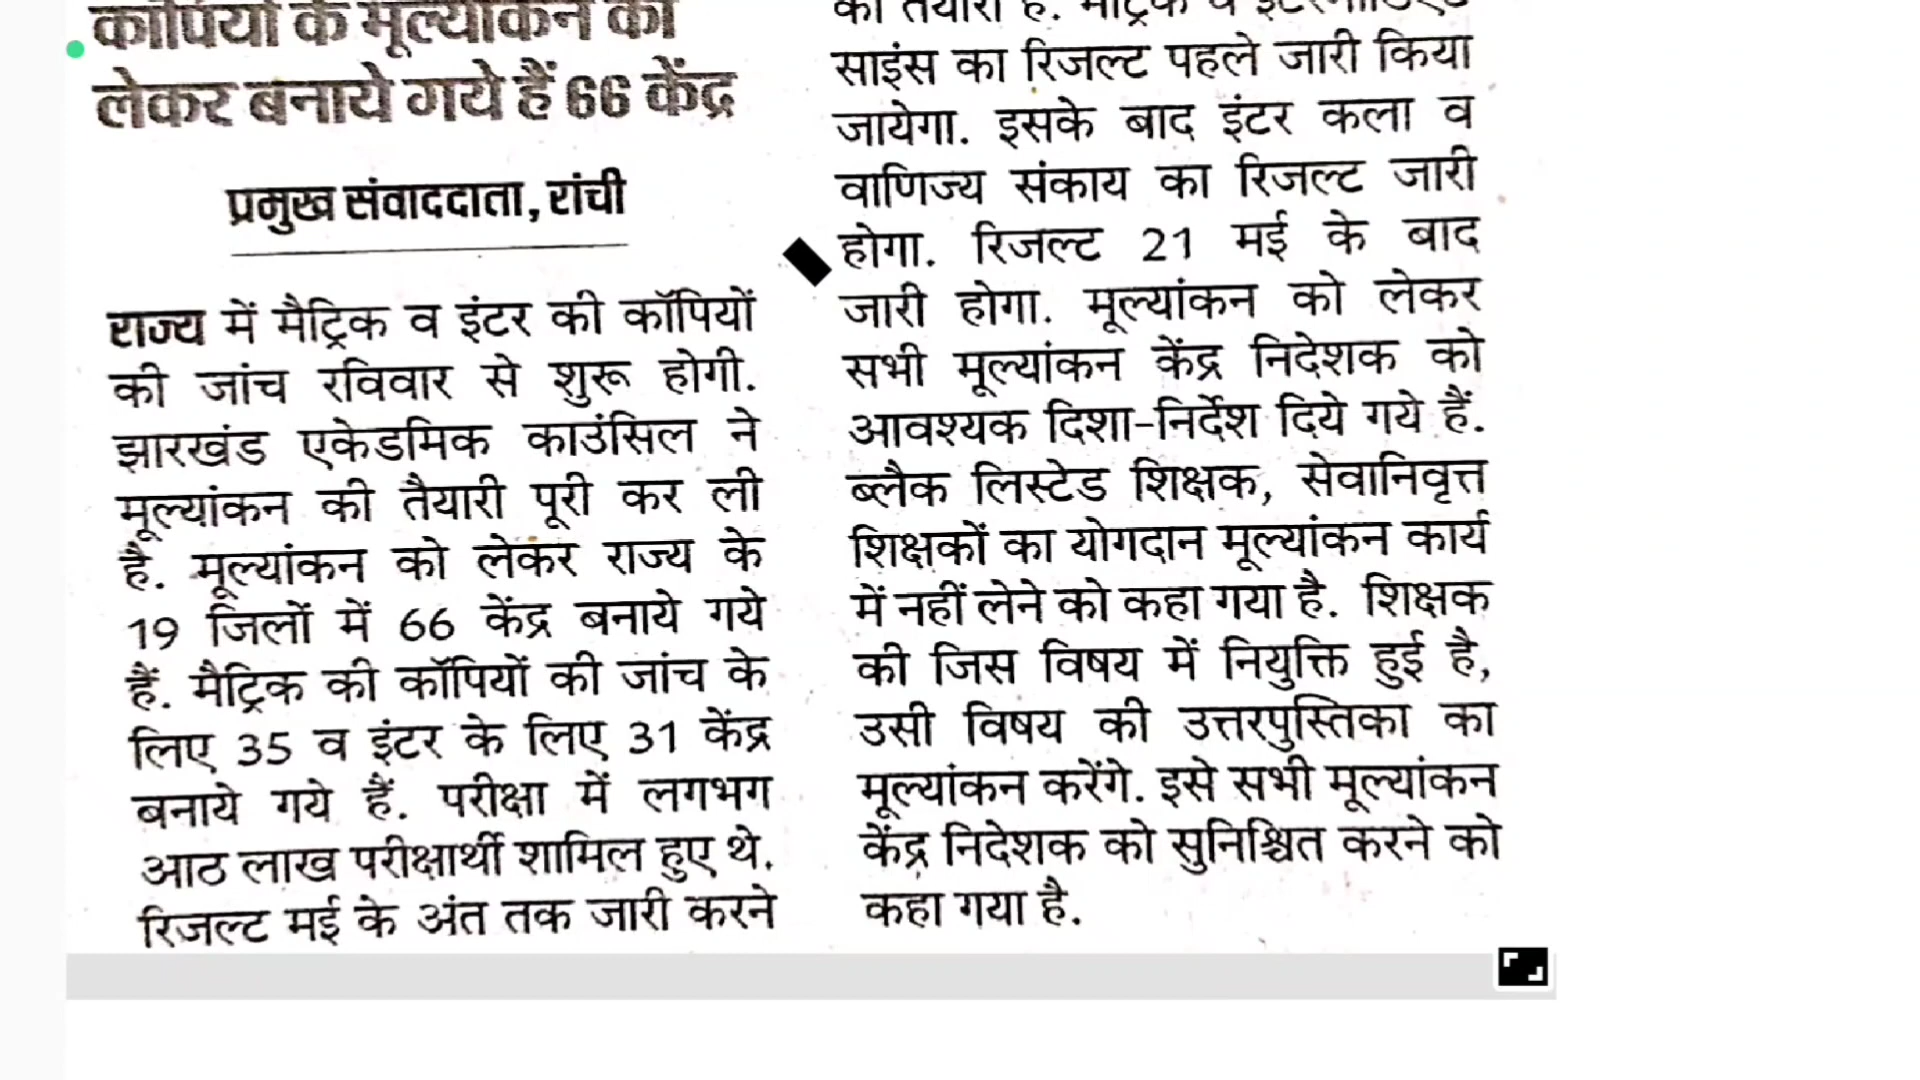 कॉपियों के मूल्यांकन को
लेकर बनाये गये हैं 66 केंद्र
प्रमुख संवाददाता, रांची
राज्य में मैट्रिक व इंटर की कॉपियों
की जांच रविवार से शुरू होगी.
झारखंड एकेडमिक काउंसिल ने
मूल्यांकन की तैयारी पूरी कर ली
है. मूल्यांकन को लेकर राज्य के
19 जिलों में 66 केंद्र बनाये गये
हैं. मैट्रिक की कॉपियों की जांच के
लिए 35 व इंटर के लिए 31 केंद्र
बनाये गये हैं. परीक्षा में लगभग
आठ लाख परीक्षार्थी शामिल हुए थे.
रिजल्ट मई के अंत तक जारी करने
की तैयारी है. मैट्रिक व इंटरमीडिएट
साइंस का रिजल्ट पहले जारी किया
जायेगा. इसके बाद इंटर कला व
वाणिज्य संकाय का रिजल्ट जारी
होगा. रिजल्ट 21 मई के बाद
जारी होगा. मूल्यांकन को लेकर
सभी मूल्यांकन केंद्र निदेशक को
आवश्यक दिशा-निर्देश दिये गये हैं.
ब्लैक लिस्टेड शिक्षक, सेवानिवृत्त
शिक्षकों का योगदान मूल्यांकन कार्य
में नहीं लेने को कहा गया है. शिक्षक
की जिस विषय में नियुक्ति हुई है,
उसी विषय की उत्तरपुस्तिका का
मूल्यांकन करेंगे. इसे सभी मूल्यांकन
केंद्र निदेशक को सुनिश्चित करने को
कहा गया है.